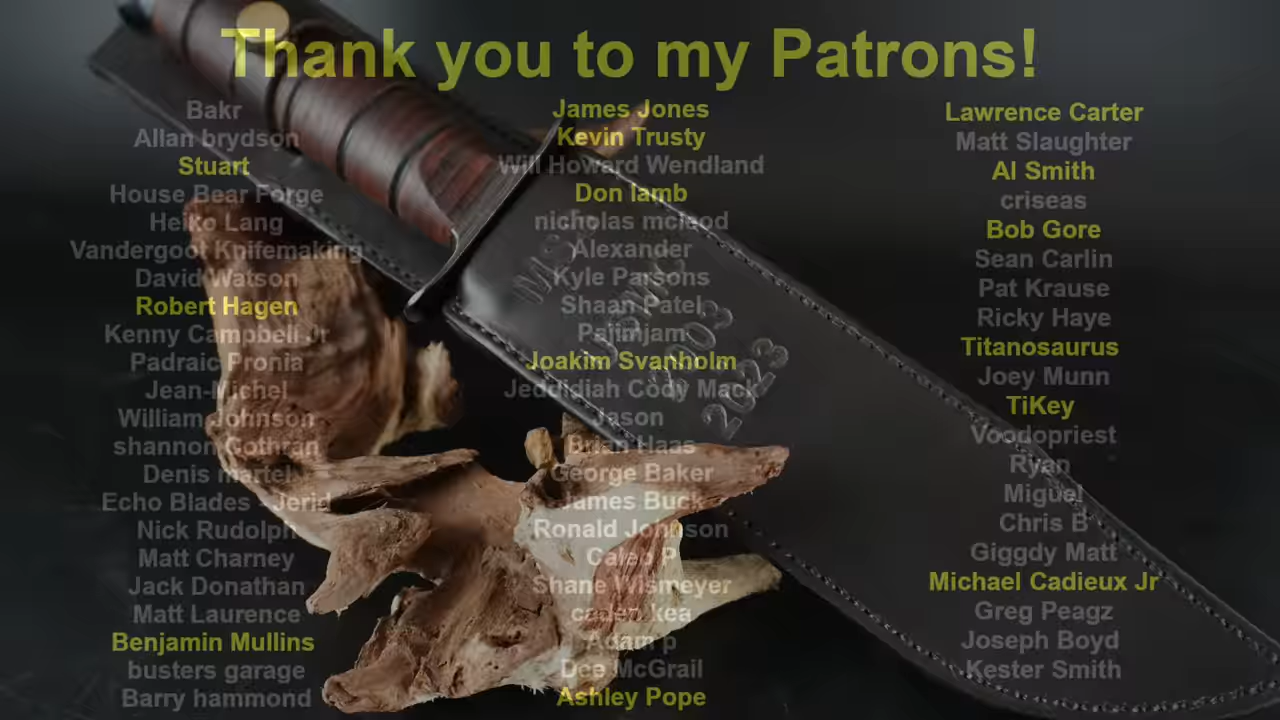 Thank you to my Patrons!
Bakr
Allan brydson
Stuart
House Bear Forge
Heiko Lang
Vandergoot Knifemaking
David Watson
Robert Hagen
Kenny Campbell Jr
Padraic Pronia
Jean-Michel
William Johnson
shannon Gothran
Denis martel
Echo Blades - Jerid
Nick Rudolph
Matt Charney
Jack Donathan
Matt Laurence
Benjamin Mullins
busters garage
Barry hammond
James Jones
Kevin Trusty
Will Howard Wendland
Don lamb
nicholas mcleod
Alexander
Kyle Parsons
Shaan Patel
Palimjam
Joakim Svanholm
Jeddidiah Cody Mack
Jason
Brian Haas
George Baker
James Buck
Ronald Johnson
Caleb P
Shane Wismeyer
caden kea
Adam p
Dee McGrail
Ashley Pope
Lawrence Carter
Matt Slaughter
Al Smith
criseas
Bob Gore
Sean Carlin
Pat Krause
Ricky Haye
Titanosaurus
Joey Munn
TiKey
Voodopriest
Ryan
Miguel
Chris B
Giggdy Matt
Michael Cadieux Jr
Greg Peagz
Joseph Boyd
Kester Smith
2003
2023